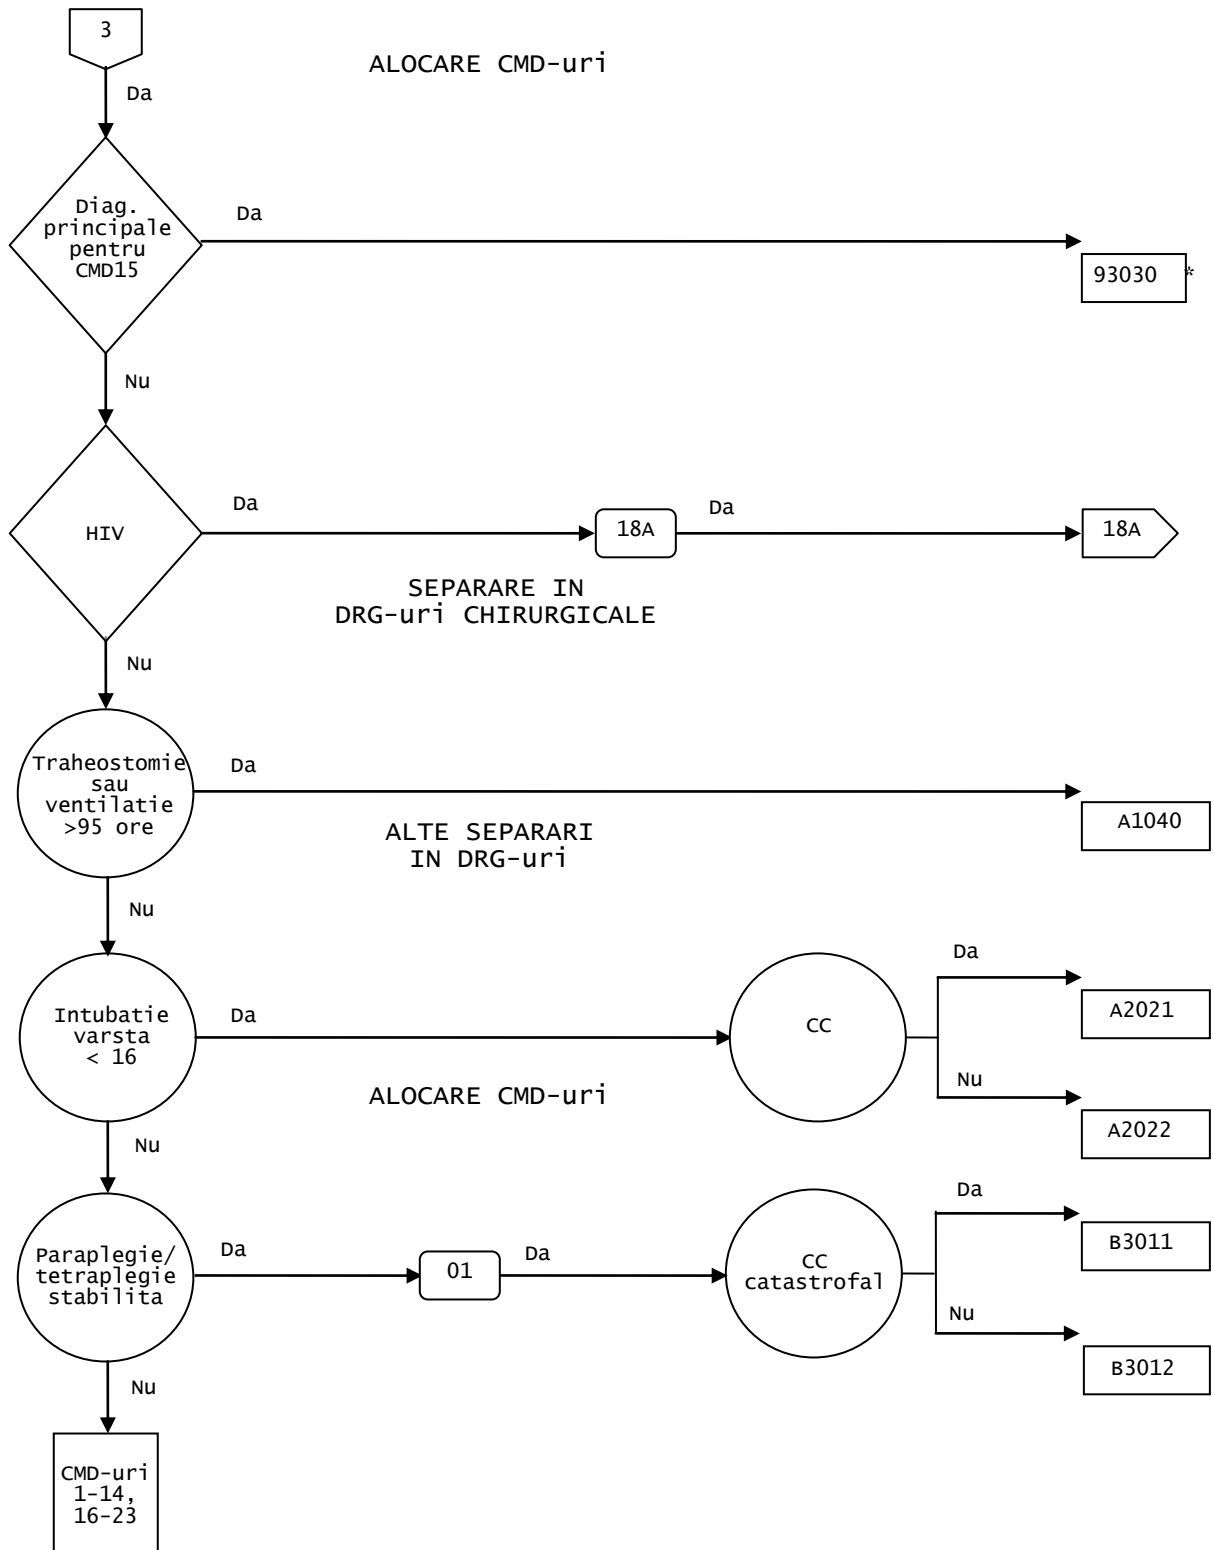 3
ALOCARE CMD-uri
Da
Diag.
principale
pentru
CMD15
Da
93030 *
Nu
HIV
Da
18A
Da
18A
SEPARARE IN
DRG-uri CHIRURGICALE
Nu
Traheostomie
sau
ventilatie
>95 ore
Da
A1040
ALTE SEPARARI
IN DRG-uri
Nu
Intubatie
varsta
< 16
Da
CC
Da
A2021
Nu
A2022
ALOCARE CMD-uri
Nu
Paraplegie/
tetraplegie
stabilita
Da
01
Da
CC
catastrofal
Da
B3011
Nu
B3012
Nu
CMD-uri
1-14,
16-23